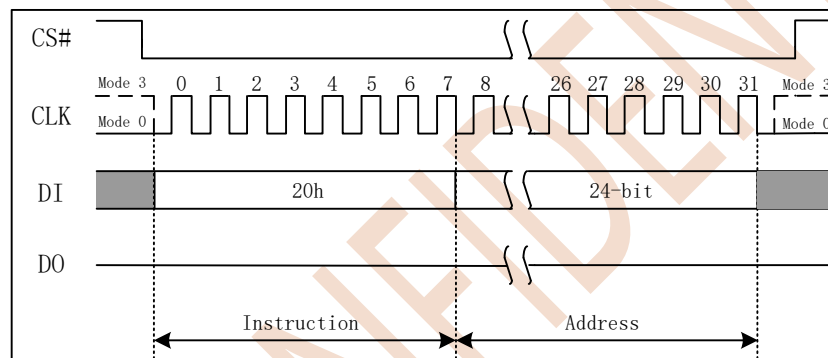 CS#
Mode 3 0 1 2 3 4 5 6 7 8 26 27 28 29 30 31 Mode 3
CLK
Mode 0 Mode 0
DI 20h 24-bit
DO
Instruction Address